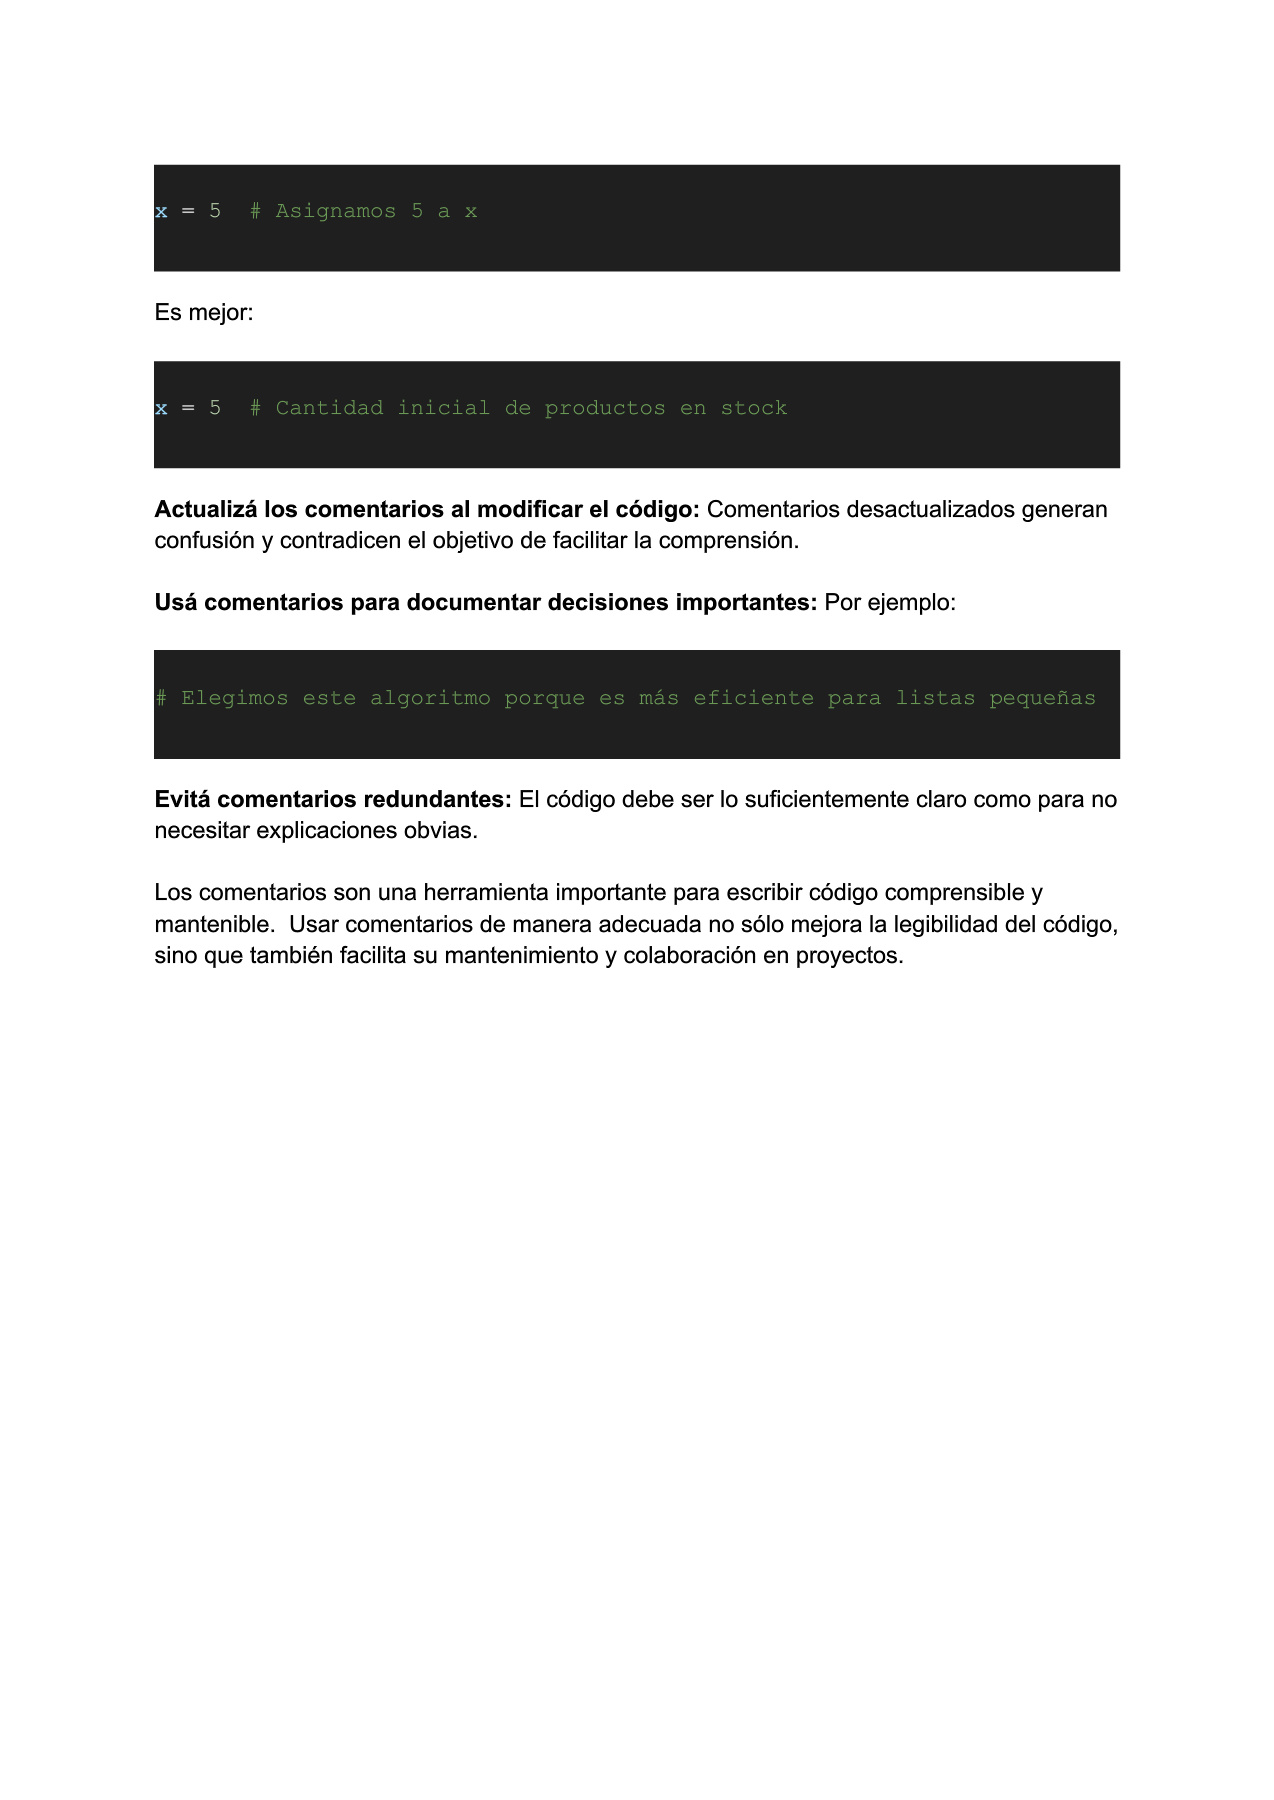 x = 5  # Asignamos 5 a x
Es mejor:
x = 5  # Cantidad inicial de productos en stock
Actualizá los comentarios al modificar el código: Comentarios desactualizados generan
confusión y contradicen el objetivo de facilitar la comprensión.
Usá comentarios para documentar decisiones importantes: Por ejemplo:
# Elegimos este algoritmo porque es más eficiente para listas pequeñas
Evitá comentarios redundantes: El código debe ser lo suficientemente claro como para no
necesitar explicaciones obvias.
Los comentarios son una herramienta importante para escribir código comprensible y
mantenible.  Usar comentarios de manera adecuada no sólo mejora la legibilidad del código,
sino que también facilita su mantenimiento y colaboración en proyectos.